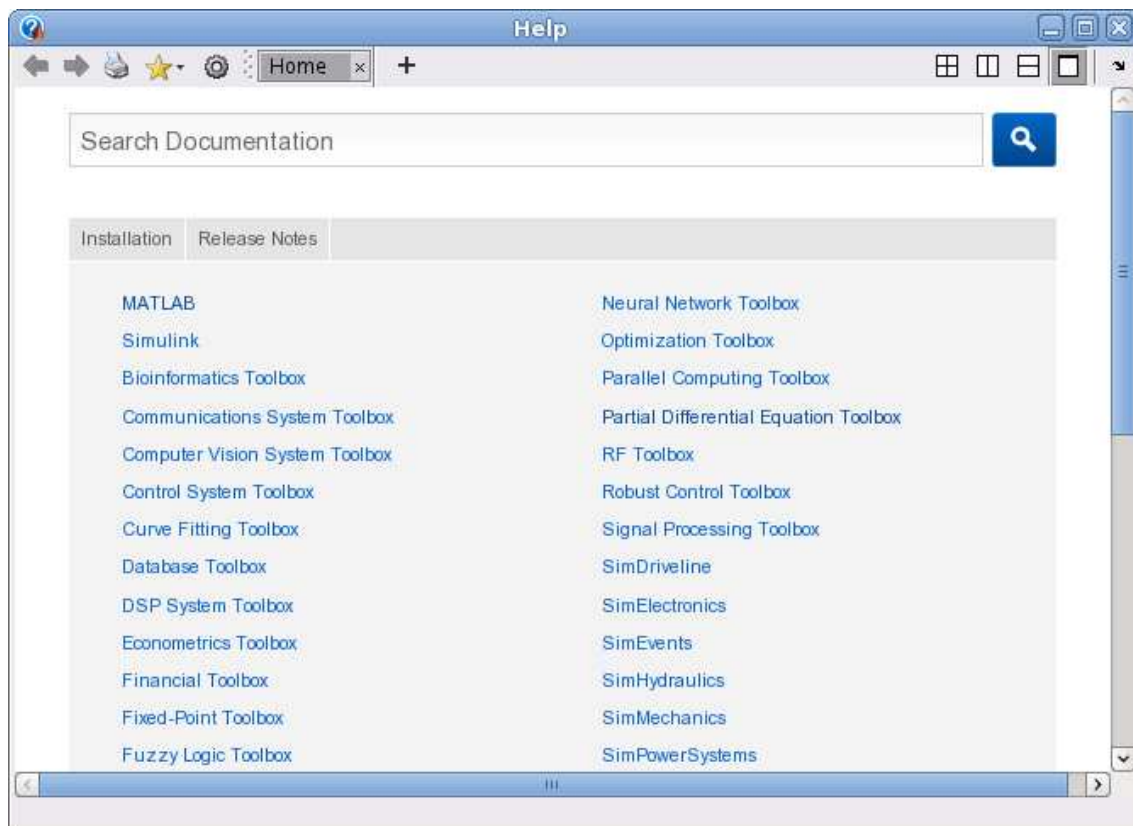 Help
Home
Search Documentation
Installation Release Notes
MATLAB
Simulink
Bioinformatics Toolbox
Communications System Toolbox
Computer Vision System Toolbox
Control System Toolbox
Curve Fitting Toolbox
Database Toolbox
DSP System Toolbox
Econometrics Toolbox
Financial Toolbox
Fixed-Point Toolbox
Fuzzy Logic Toolbox
Neural Network Toolbox
Optimization Toolbox
Parallel Computing Toolbox
Partial Differential Equation Toolbox
RF Toolbox
Robust Control Toolbox
Signal Processing Toolbox
SimDriveline
SimElectronics
SimEvents
SimHydraulics
SimMechanics
SimPowerSystems